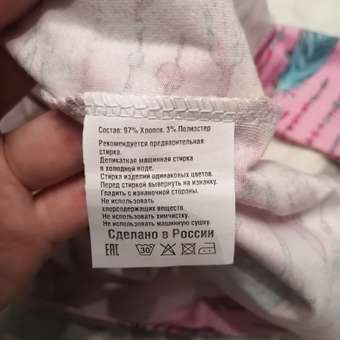 Состав: 97% Хлопок. 3% Полиэстер
Рекомендуется предварительная
стирка.
Деликатная машинная стирка
в холодной воде.
Стирка изделий одинаковых цветов.
Перед стиркой вывернуть на изнанку.
Гладить с изнаночной стороны.
Не использовать
хлорсодержащих веществ.
Не использовать химчистку.
Не использовать машинную сушку.
Сделано в России
EAC 30